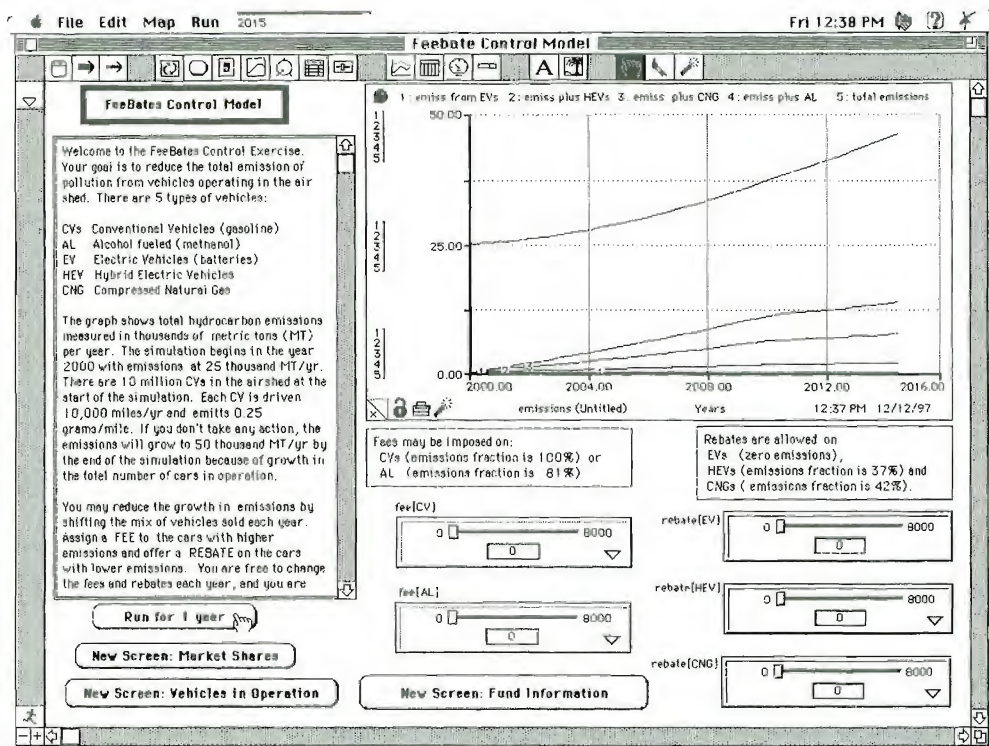 File Edit Map Run 2015 Fri 12:38 PM
Feebate Control Model
A
FeeBates Control Model
Welcome to the FeeBates Control Exercise.
Your goal is to reduce the total emission of
pollution from vehicles operating in the air
shed. There are 5 types of vehicles:
CVs Conventional Vehicles (gasoline)
AL Alcohol fueled (methanol)
EV Electric Vehicles (batteries)
HEV Hybrid Electric Vehicles
CNG Compressed Natural Gas
The graph shows total hydrocarbon emissions
measured in thousands of metric tons (MT)
per year. The simulation begins in the year
2000 with emissions at 25 thousand MT/yr.
There are 10 million CVs in the airshed at the
start of the simulation. Each CV is driven
10,000 miles/yr and emitts 0.25
grams/mile. If you don't take any action, the
emissions will grow to 50 thousand MT/yr by
the end of the simulation because of growth in
the total number of cars in operation.
You may reduce the growth in emissions by
shifting the mix of vehicles sold each year.
Assign a FEE to the cars with higher
emissions and offer a REBATE on the cars
with lower emissions. You are free to change
the fees and rebates each year, and you are
Run for 1 year
New Screen: Market Shares
New Screen: Vehicles in Operation
1: emiss from EVs 2: emiss plus HEVs 3: emiss plus CNG 4: emiss plus AL 5: total emissions
1
2
3
4
5
50.00
1
2
3
4
5
25.00
1
2
3
4
5
0.00
2000.00 2004.00 2008.00 2012.00 2016.00
emissions (Untitled) Years 12:37 PM 12/12/97
Fees may be imposed on:
CVs (emissions fraction is 100%) or
AL (emissions fraction is 81%)
Rebates are allowed on
EVs (zero emissions),
HEVs (emissions fraction is 37%) and
CNGs (emissions fraction is 42%).
fee[CV]
0 8000
0
fee[AL]
0 8000
0
rebate[EV]
0 8000
0
rebate[HEV]
0 8000
0
rebate[CNG]
0 8000
0
New Screen: Fund Information